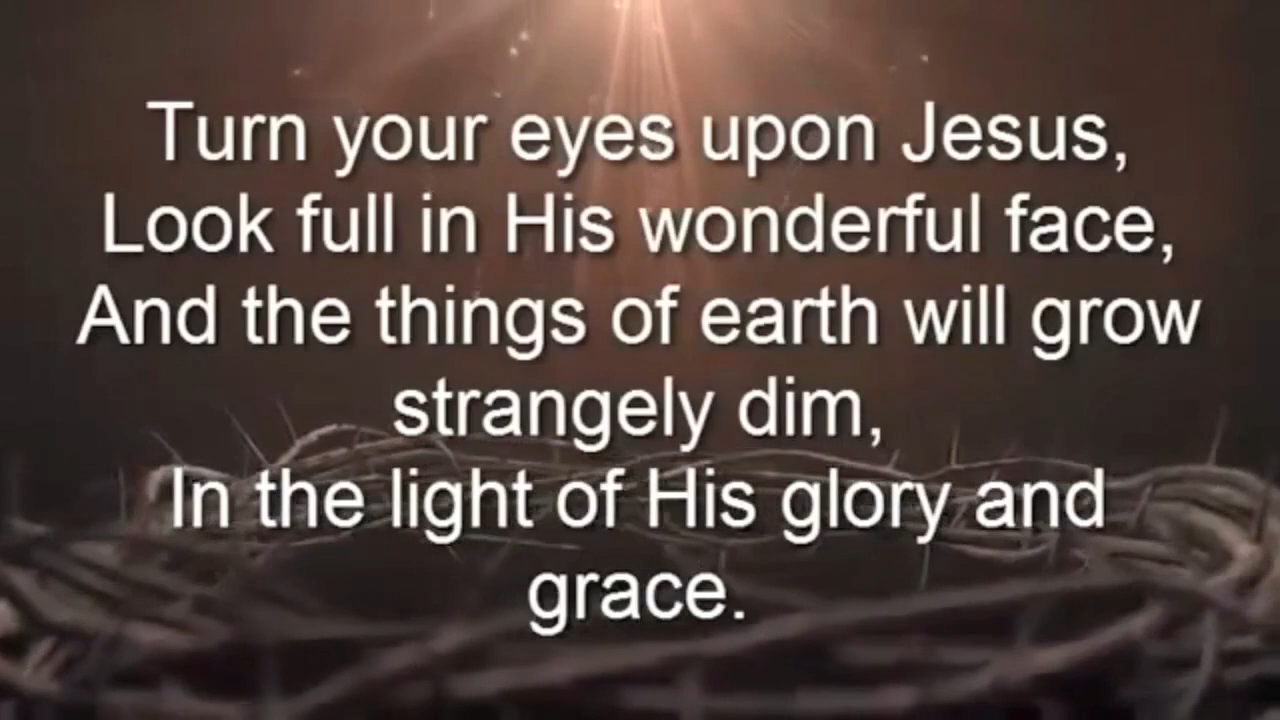 Turn your eyes upon Jesus,
Look full in His wonderful face,
And the things of earth will grow
strangely dim,
In the light of His glory and
grace.